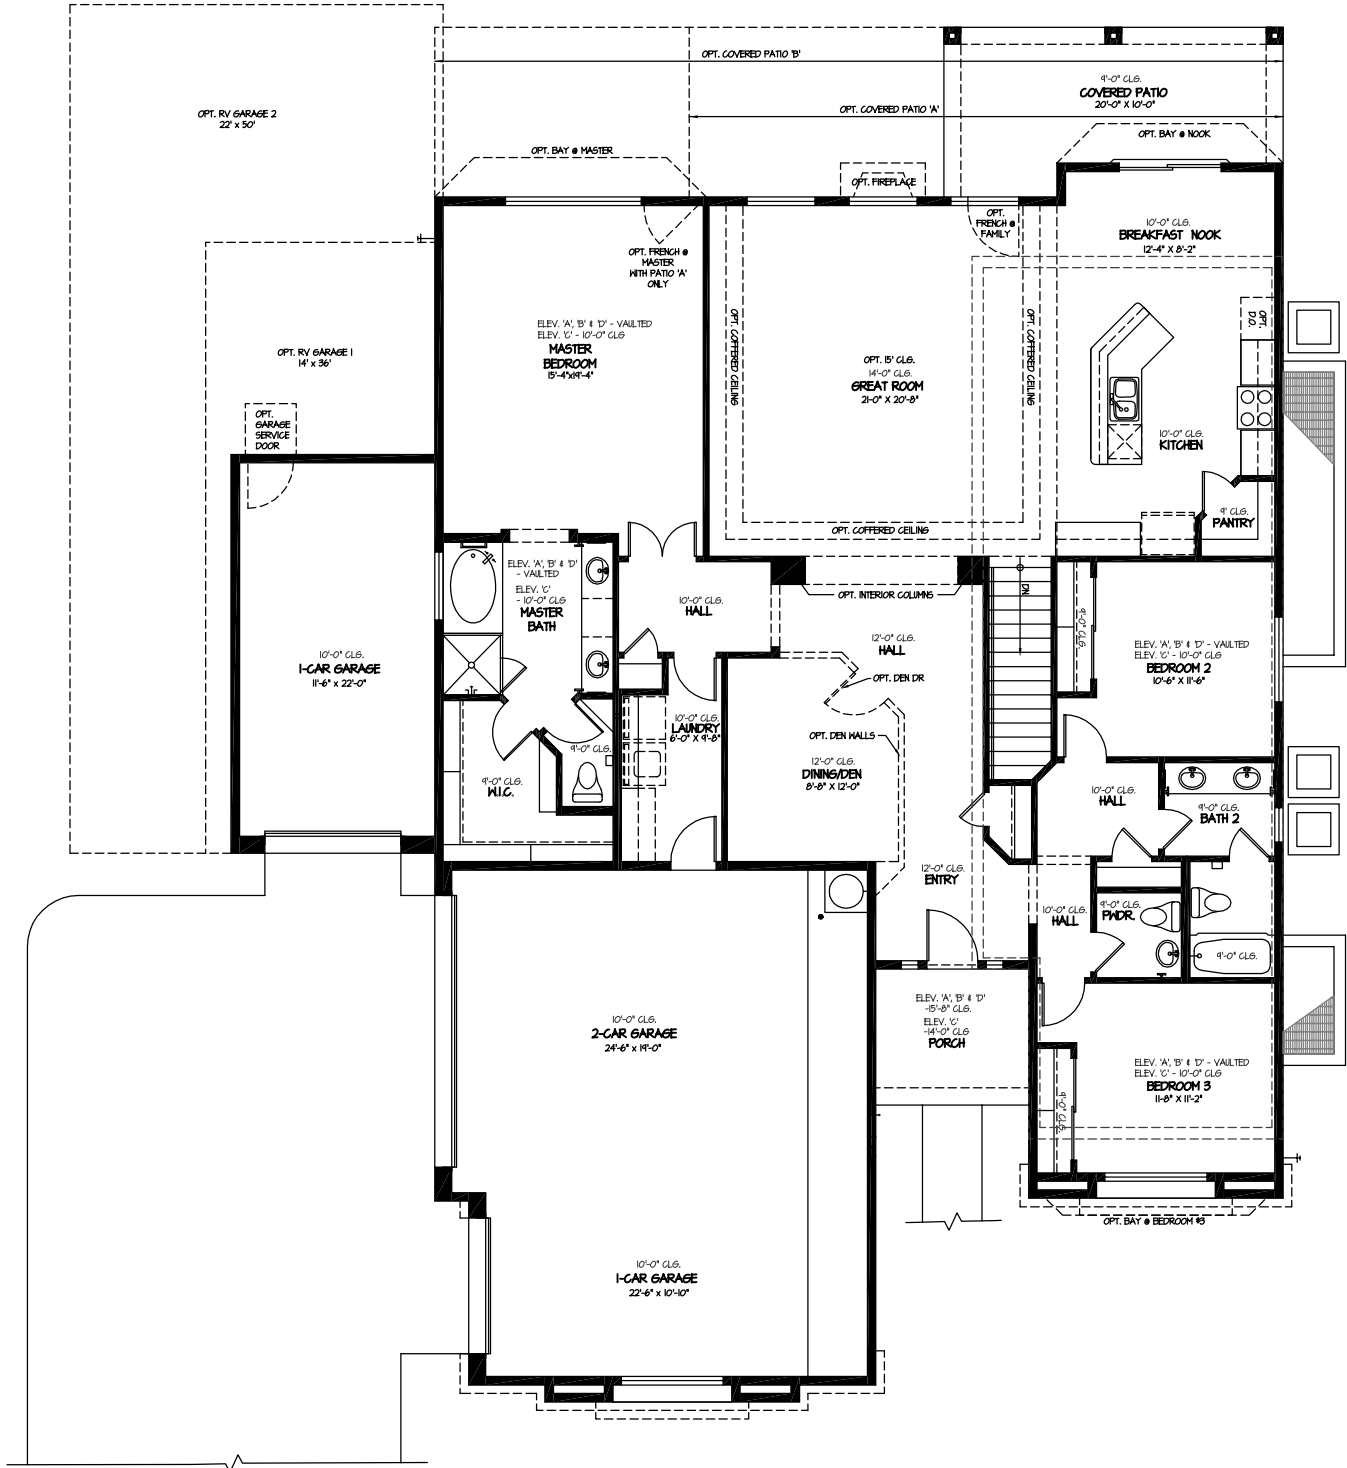 OPT. COVERED PATIO 'B'
9'-0" CLG.
COVERED PATIO
20'-0" X 10'-0"
OPT. COVERED PATIO 'A'
OPT. RV GARAGE 2
22' x 50'
OPT. BAY @ NOOK
OPT. BAY @ MASTER
OPT. FIREPLACE
OPT.
FRENCH @
FAMILY
10'-0" CLG.
BREAKFAST NOOK
12'-4" X 8'-2"
OPT. FRENCH @
MASTER
WITH PATIO 'A'
ONLY
OPT. RV GARAGE 1
14' x 36'
ELEV. 'A', 'B' & 'D' - VAULTED
ELEV. 'C' - 10'-0" CLG
MASTER
BEDROOM
15'-4"x19'-4"
OPT. COFFERED CEILING
OPT. 15' CLG.
14'-0" CLG.
GREAT ROOM
21-0" X 20'-8"
OPT. COFFERED CEILING
OPT.
D.O.
10'-0" CLG.
KITCHEN
OPT.
GARAGE
SERVICE
DOOR
OPT. COFFERED CEILING
9' CLG.
PANTRY
10'-0" CLG.
1-CAR GARAGE
11'-6" x 22'-0"
ELEV. 'A', 'B' & 'D'
- VAULTED
ELEV. 'C'
- 10'-0" CLG
MASTER
BATH
10'-0" CLG.
HALL
OPT. INTERIOR COLUMNS
DN
12'-0" CLG.
HALL
OPT. DEN DR
9'-0" CLG.
ELEV. 'A', 'B' & 'D' - VAULTED
ELEV. 'C' - 10'-0" CLG
BEDROOM 2
10'-6" X 11'-6"
10'-0" CLG.
LAUNDRY
6'-0" X 9'-8"
OPT. DEN WALLS
12'-0" CLG.
DINING/DEN
8'-8" X 12'-0"
9'-0" CLG.
9'-0" CLG.
W.I.C.
10'-0" CLG.
HALL
9'-0" CLG.
BATH 2
12'-0" CLG.
ENTRY
10'-0" CLG.
HALL
9'-0" CLG.
PWDR.
9'-0" CLG.
ELEV. 'A', 'B' & 'D'
-15'-8" CLG.
ELEV. 'C'
-14'-0" CLG
PORCH
10'-0" CLG.
2-CAR GARAGE
24'-6" x 19'-0"
ELEV. 'A', 'B' & 'D' - VAULTED
ELEV. 'C' - 10'-0" CLG
BEDROOM 3
11-8" X 11'-2"
9'-0" CLG.
OPT. BAY @ BEDROOM #3
10'-0" CLG.
1-CAR GARAGE
22'-6" x 10'-10"